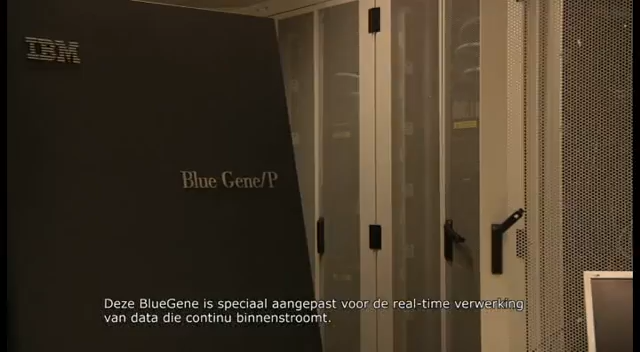 IBM
Blue Gene/P
Deze BlueGene is speciaal aangepast voor de real-time verwerking
van data die continu binnenstroomt.